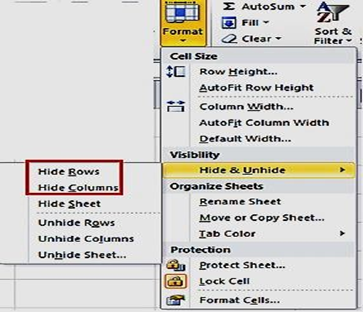 Format
Σ AutoSum
Fill
Clear
Sort &
Filter
Cell Size
Row Height...
AutoFit Row Height
Column Width...
AutoFit Column Width
Default Width...
Visibility
Hide & Unhide
Organize Sheets
Rename Sheet
Move or Copy Sheet...
Tab Color
Protection
Protect Sheet...
Lock Cell
Format Cells...
Hide Rows
Hide Columns
Hide Sheet
Unhide Rows
Unhide Columns
Unhide Sheet...